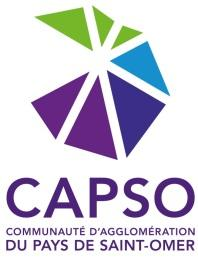 CAPSO
COMMUNAUTÉ D'AGGLOMÉRATION
DU PAYS DE SAINT-OMER